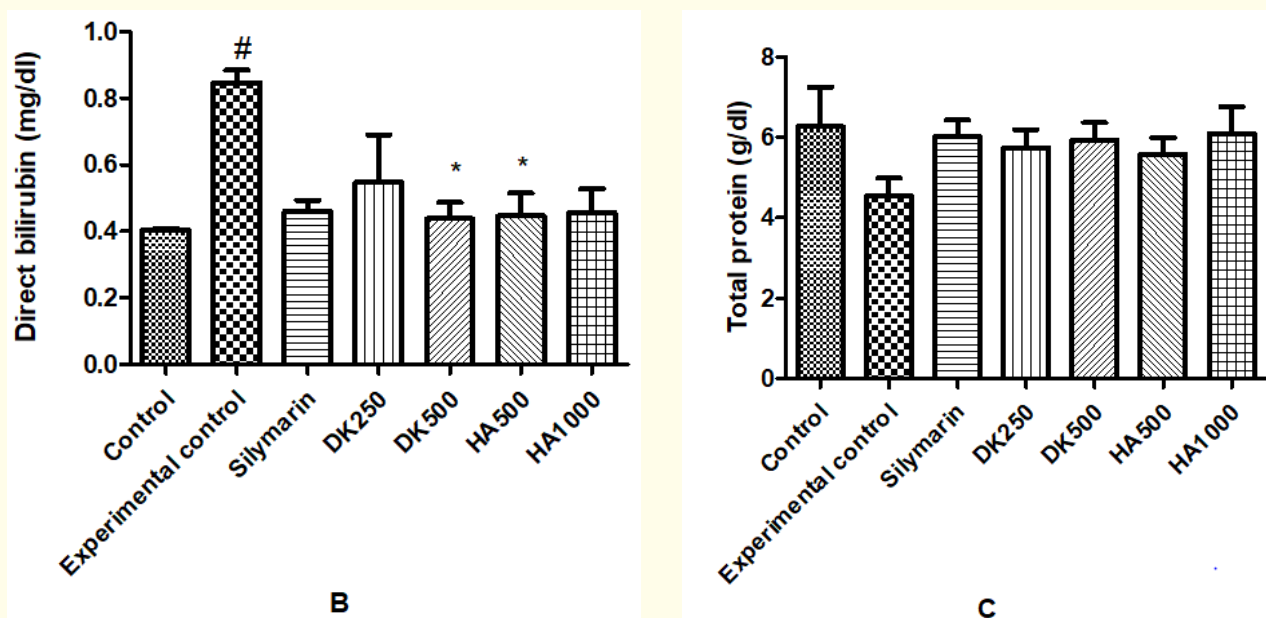 Direct bilirubin (mg/dl)
1.0
0.8
0.6
0.4
0.2
0.0
#
*
*
Control
Experimental control
Silymarin
DK250
DK500
HA500
HA1000
B
Total protein (g/dl)
8
6
4
2
0
Control
Experimental control
Silymarin
DK250
DK500
HA500
HA1000
C